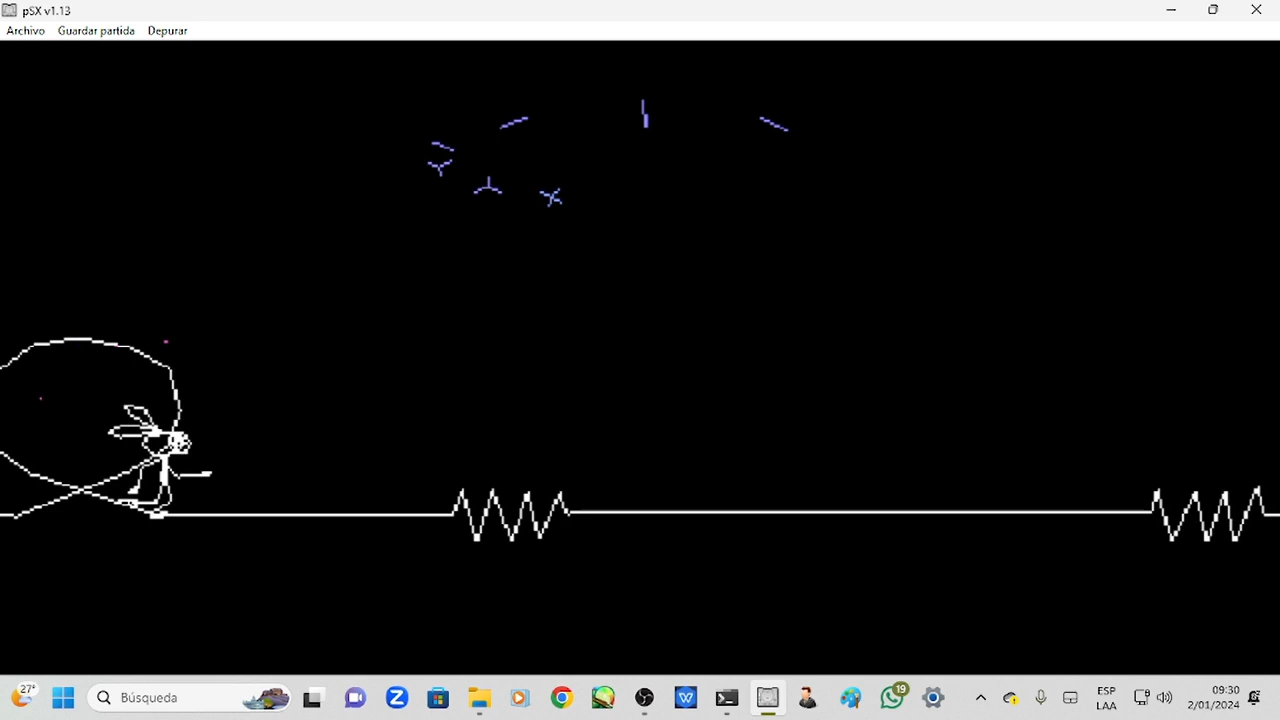 pSX v1.13
Archivo Guardar partida Depurar
27°
Búsqueda
19
ESP
LAA
09:30
2/01/2024